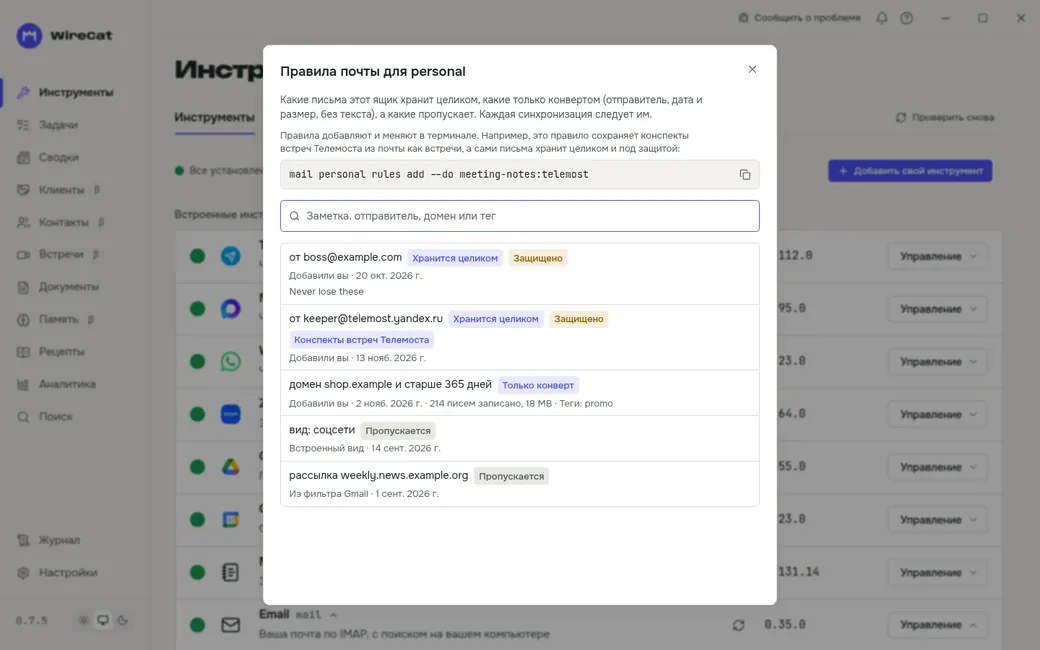 wirecat
Сообщить о проблеме
Инструменты
Задачи
Сводки
Клиенты β
Контакты β
Встречи β
Документы
Память β
Рецепты
Аналитика
Поиск
Журнал
Настройки
0.7.5
Инстр
Инструменты
Проверить снова
Все установле
Добавить свой инструмент
Встроенные инст
Правила почты для personal
Какие письма этот ящик хранит целиком, какие только конвертом (отправитель, дата и
размер, без текста), а какие пропускает. Каждая синхронизация следует им.
Правила добавляют и меняют в терминале. Например, это правило сохраняет конспекты
встреч Телемоста из почты как встречи, а сами письма хранит целиком и под защитой:
mail personal rules add --do meeting-notes:telemost
Заметка, отправитель, домен или тег
от boss@example.com Хранится целиком Защищено
Добавили вы · 20 окт. 2026 г.
Never lose these
от keeper@telemost.yandex.ru Хранится целиком Защищено
Конспекты встреч Телемоста
Добавили вы · 13 нояб. 2026 г.
домен shop.example и старше 365 дней Только конверт
Добавили вы · 2 нояб. 2026 г. · 214 писем записано, 18 MB · Теги: promo
вид: соцсети Пропускается
Встроенный вид · 14 сент. 2026 г.
рассылка weekly.news.example.org Пропускается
Из фильтра Gmail · 1 сент. 2026 г.
112.0 Управление
95.0 Управление
23.0 Управление
64.0 Управление
55.0 Управление
23.0 Управление
131.14 Управление
Email mail
Ваша почта по IMAP, с поиском на вашем компьютере
0.35.0 Управление